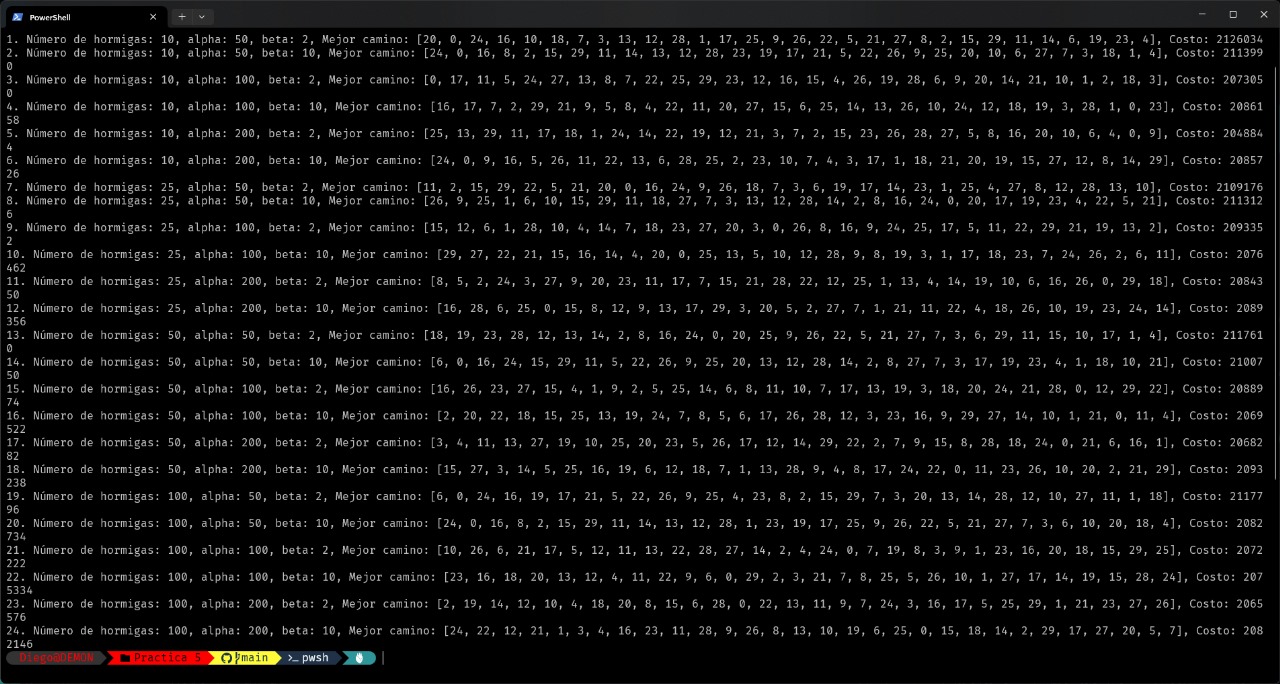 PowerShell
1. Número de hormigas: 10, alpha: 50, beta: 2, Mejor camino: [20, 0, 24, 16, 10, 18, 7, 3, 13, 12, 28, 1, 17, 25, 9, 26, 22, 5, 21, 27, 8, 2, 15, 29, 11, 14, 6, 19, 23, 4], Costo: 2126034
2. Número de hormigas: 10, alpha: 50, beta: 10, Mejor camino: [24, 0, 16, 8, 2, 15, 29, 11, 14, 13, 12, 28, 23, 19, 17, 21, 5, 22, 26, 9, 25, 20, 10, 6, 27, 7, 3, 18, 1, 4], Costo: 211399
0
3. Número de hormigas: 10, alpha: 100, beta: 2, Mejor camino: [0, 17, 11, 5, 24, 27, 13, 8, 7, 22, 25, 29, 23, 12, 16, 15, 4, 26, 19, 28, 6, 9, 20, 14, 21, 10, 1, 2, 18, 3], Costo: 207305
0
4. Número de hormigas: 10, alpha: 100, beta: 10, Mejor camino: [16, 17, 7, 2, 29, 21, 9, 5, 8, 4, 22, 11, 20, 27, 15, 6, 25, 14, 13, 26, 10, 24, 12, 18, 19, 3, 28, 1, 0, 23], Costo: 20861
58
5. Número de hormigas: 10, alpha: 200, beta: 2, Mejor camino: [25, 13, 29, 11, 17, 18, 1, 24, 14, 22, 19, 12, 21, 3, 7, 2, 15, 23, 26, 28, 27, 5, 8, 16, 20, 10, 6, 4, 0, 9], Costo: 204884
4
6. Número de hormigas: 10, alpha: 200, beta: 10, Mejor camino: [24, 0, 9, 16, 5, 26, 11, 22, 13, 6, 28, 25, 2, 23, 10, 7, 4, 3, 17, 1, 18, 21, 20, 19, 15, 27, 12, 8, 14, 29], Costo: 20857
26
7. Número de hormigas: 25, alpha: 50, beta: 2, Mejor camino: [11, 2, 15, 29, 22, 5, 21, 20, 0, 16, 24, 9, 26, 18, 7, 3, 6, 19, 17, 14, 23, 1, 25, 4, 27, 8, 12, 28, 13, 10], Costo: 2109176
8. Número de hormigas: 25, alpha: 50, beta: 10, Mejor camino: [26, 9, 25, 1, 6, 10, 15, 29, 11, 18, 27, 7, 3, 13, 12, 28, 14, 2, 8, 16, 24, 0, 20, 17, 19, 23, 4, 22, 5, 21], Costo: 211312
6
9. Número de hormigas: 25, alpha: 100, beta: 2, Mejor camino: [15, 12, 6, 1, 28, 10, 4, 14, 7, 18, 23, 27, 20, 3, 0, 26, 8, 16, 9, 24, 25, 17, 5, 11, 22, 29, 21, 19, 13, 2], Costo: 209335
2
10. Número de hormigas: 25, alpha: 100, beta: 10, Mejor camino: [29, 27, 22, 21, 15, 16, 14, 4, 20, 0, 25, 13, 5, 10, 12, 28, 9, 8, 19, 3, 1, 17, 18, 23, 7, 24, 26, 2, 6, 11], Costo: 2076
462
11. Número de hormigas: 25, alpha: 200, beta: 2, Mejor camino: [8, 5, 2, 24, 3, 27, 9, 20, 23, 11, 17, 7, 15, 21, 28, 22, 12, 25, 1, 13, 4, 14, 19, 10, 6, 16, 26, 0, 29, 18], Costo: 20843
50
12. Número de hormigas: 25, alpha: 200, beta: 10, Mejor camino: [16, 28, 6, 25, 0, 15, 8, 12, 9, 13, 17, 29, 3, 20, 5, 2, 27, 7, 1, 21, 11, 22, 4, 18, 26, 10, 19, 23, 24, 14], Costo: 2089
356
13. Número de hormigas: 50, alpha: 50, beta: 2, Mejor camino: [18, 19, 23, 28, 12, 13, 14, 2, 8, 16, 24, 0, 20, 25, 9, 26, 22, 5, 21, 27, 7, 3, 6, 29, 11, 15, 10, 17, 1, 4], Costo: 211761
0
14. Número de hormigas: 50, alpha: 50, beta: 10, Mejor camino: [6, 0, 16, 24, 15, 29, 11, 5, 22, 26, 9, 25, 20, 13, 12, 28, 14, 2, 8, 27, 7, 3, 17, 19, 23, 4, 1, 18, 10, 21], Costo: 21007
50
15. Número de hormigas: 50, alpha: 100, beta: 2, Mejor camino: [16, 26, 23, 27, 15, 4, 1, 9, 2, 5, 25, 14, 6, 8, 11, 10, 7, 17, 13, 19, 3, 18, 20, 24, 21, 28, 0, 12, 29, 22], Costo: 20889
74
16. Número de hormigas: 50, alpha: 100, beta: 10, Mejor camino: [2, 20, 22, 18, 15, 25, 13, 19, 24, 7, 8, 5, 6, 17, 26, 28, 12, 3, 23, 16, 9, 29, 27, 14, 10, 1, 21, 0, 11, 4], Costo: 2069
522
17. Número de hormigas: 50, alpha: 200, beta: 2, Mejor camino: [3, 4, 11, 13, 27, 19, 10, 25, 20, 23, 5, 26, 17, 12, 14, 29, 22, 2, 7, 9, 15, 8, 28, 18, 24, 0, 21, 6, 16, 1], Costo: 20682
82
18. Número de hormigas: 50, alpha: 200, beta: 10, Mejor camino: [15, 27, 3, 14, 5, 25, 16, 19, 6, 12, 18, 7, 1, 13, 28, 9, 4, 8, 17, 24, 22, 0, 11, 23, 26, 10, 20, 2, 21, 29], Costo: 2093
238
19. Número de hormigas: 100, alpha: 50, beta: 2, Mejor camino: [6, 0, 24, 16, 19, 17, 21, 5, 22, 26, 9, 25, 4, 23, 8, 2, 15, 29, 7, 3, 20, 13, 14, 28, 12, 10, 27, 11, 1, 18], Costo: 21177
96
20. Número de hormigas: 100, alpha: 50, beta: 10, Mejor camino: [24, 0, 16, 8, 2, 15, 29, 11, 14, 13, 12, 28, 1, 23, 19, 17, 25, 9, 26, 22, 5, 21, 27, 7, 3, 6, 10, 20, 18, 4], Costo: 2082
734
21. Número de hormigas: 100, alpha: 100, beta: 2, Mejor camino: [10, 26, 6, 21, 17, 5, 12, 11, 13, 22, 28, 27, 14, 2, 4, 24, 0, 7, 19, 8, 3, 9, 1, 23, 16, 20, 18, 15, 29, 25], Costo: 2072
222
22. Número de hormigas: 100, alpha: 100, beta: 10, Mejor camino: [23, 16, 18, 20, 13, 12, 4, 11, 22, 9, 6, 0, 29, 2, 3, 21, 7, 8, 25, 5, 26, 10, 1, 27, 17, 14, 19, 15, 28, 24], Costo: 207
5334
23. Número de hormigas: 100, alpha: 200, beta: 2, Mejor camino: [2, 19, 14, 12, 10, 4, 18, 20, 8, 15, 6, 28, 0, 22, 13, 11, 9, 7, 24, 3, 16, 17, 5, 25, 29, 1, 21, 23, 27, 26], Costo: 2065
576
24. Número de hormigas: 100, alpha: 200, beta: 10, Mejor camino: [24, 22, 12, 21, 1, 3, 4, 16, 23, 11, 28, 9, 26, 8, 13, 10, 19, 6, 25, 0, 15, 18, 14, 2, 29, 17, 27, 20, 5, 7], Costo: 208
2146
Diego@DEMON Practica 5 main >_ pwsh